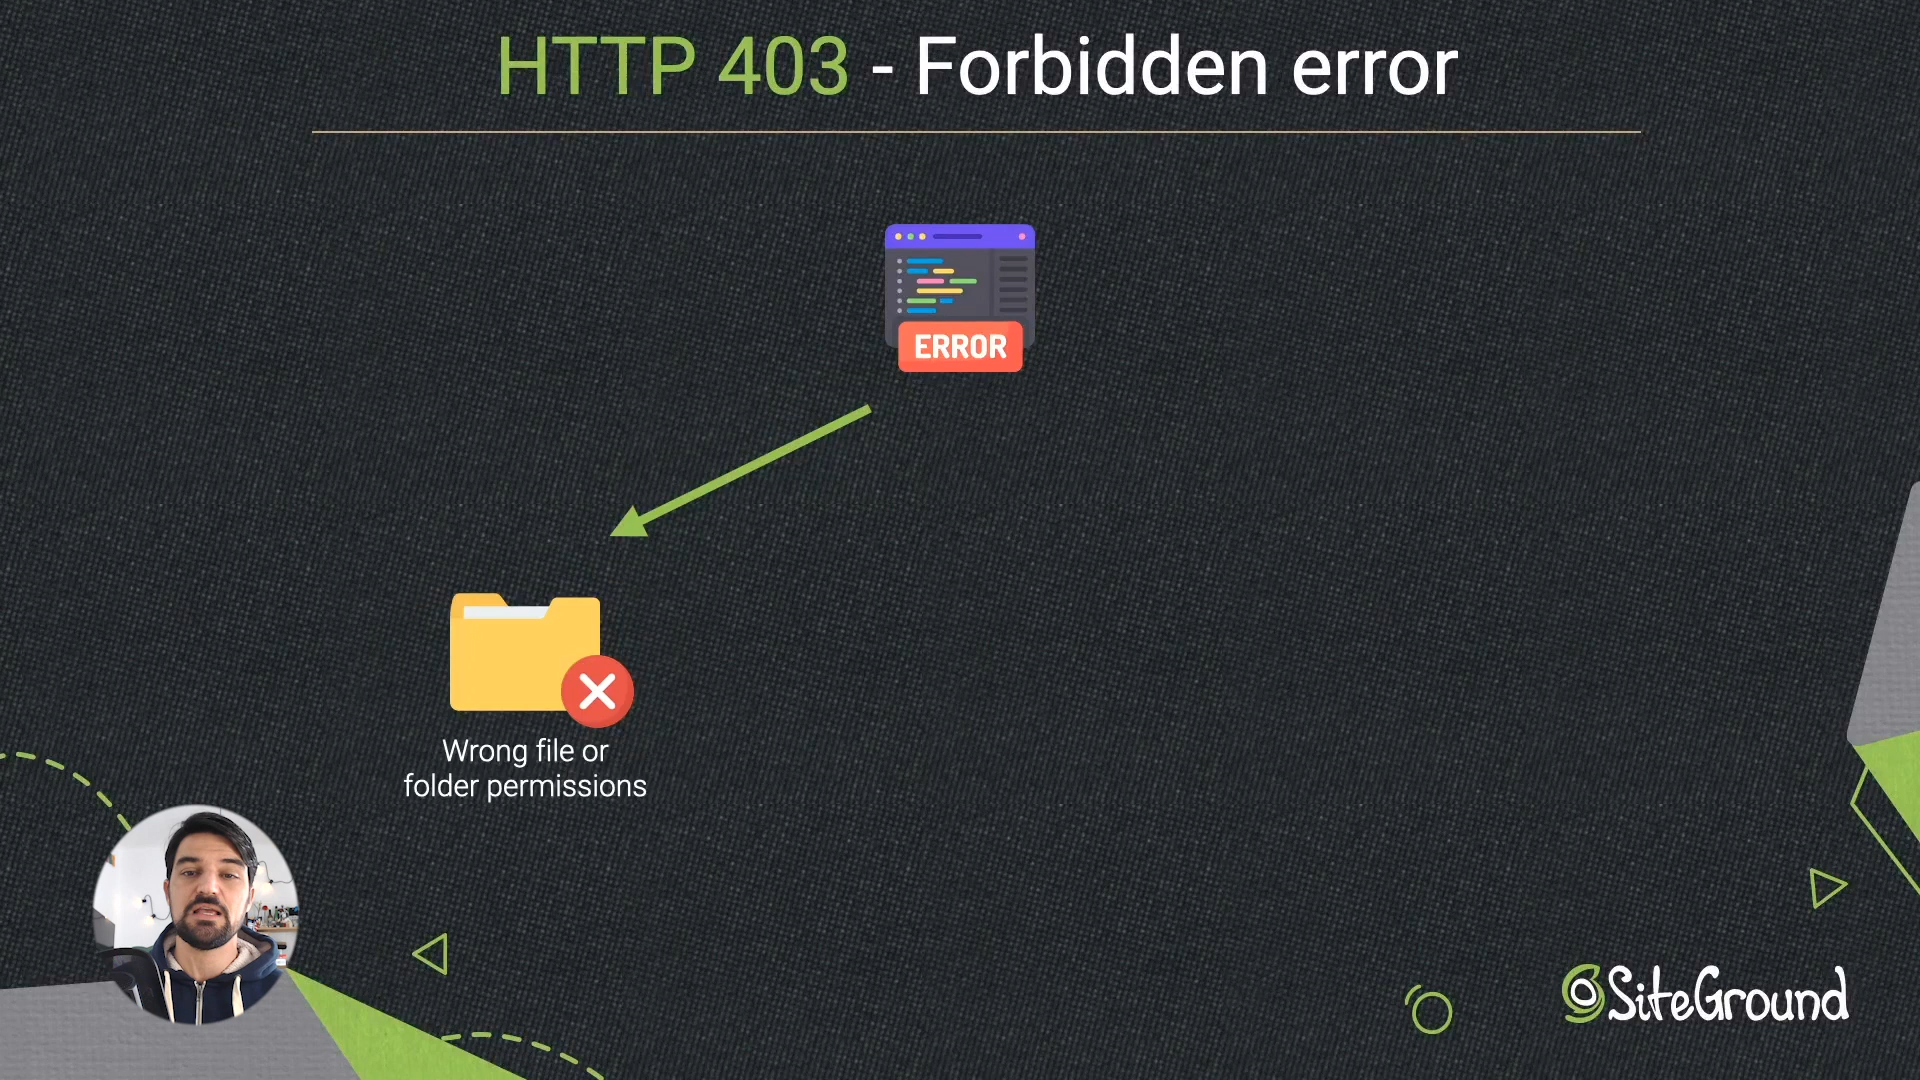 HTTP 403 - Forbidden error
ERROR
Wrong file or
folder permissions
SiteGround